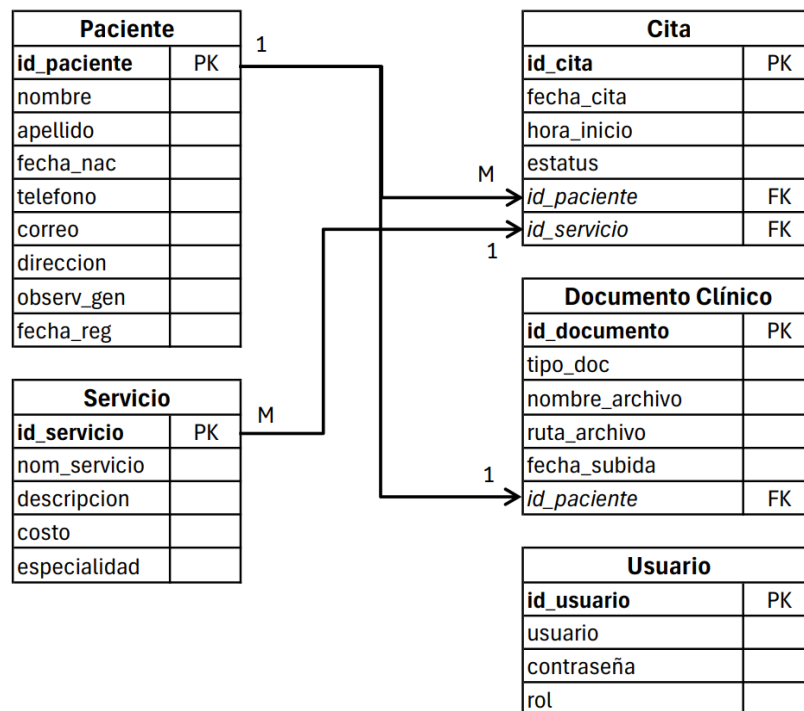 Paciente
id_paciente PK
nombre
apellido
fecha_nac
telefono
correo
direccion
observ_gen
fecha_reg
1
Servicio
id_servicio PK
nom_servicio
descripcion
costo
especialidad
M
Cita
id_cita PK
fecha_cita
hora_inicio
estatus
id_paciente FK
id_servicio FK
M
1
Documento Clínico
id_documento PK
tipo_doc
nombre_archivo
ruta_archivo
fecha_subida
id_paciente FK
1
Usuario
id_usuario PK
usuario
contraseña
rol